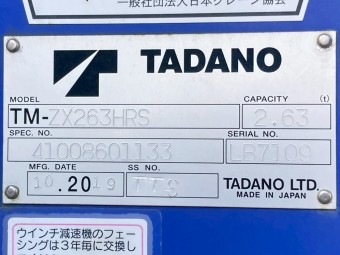 一般社団法人日本クレーン協会
TADANO
MODEL CAPACITY (t)
TM-ZX263HRS 2.63
SPEC. NO. SERIAL NO.
41008601133 LB7109
MFG. DATE SS NO.
10.2019 TTS TADANO LTD.
MADE IN JAPAN
ウインチ減速機のフェー
シングは3年毎に交換し